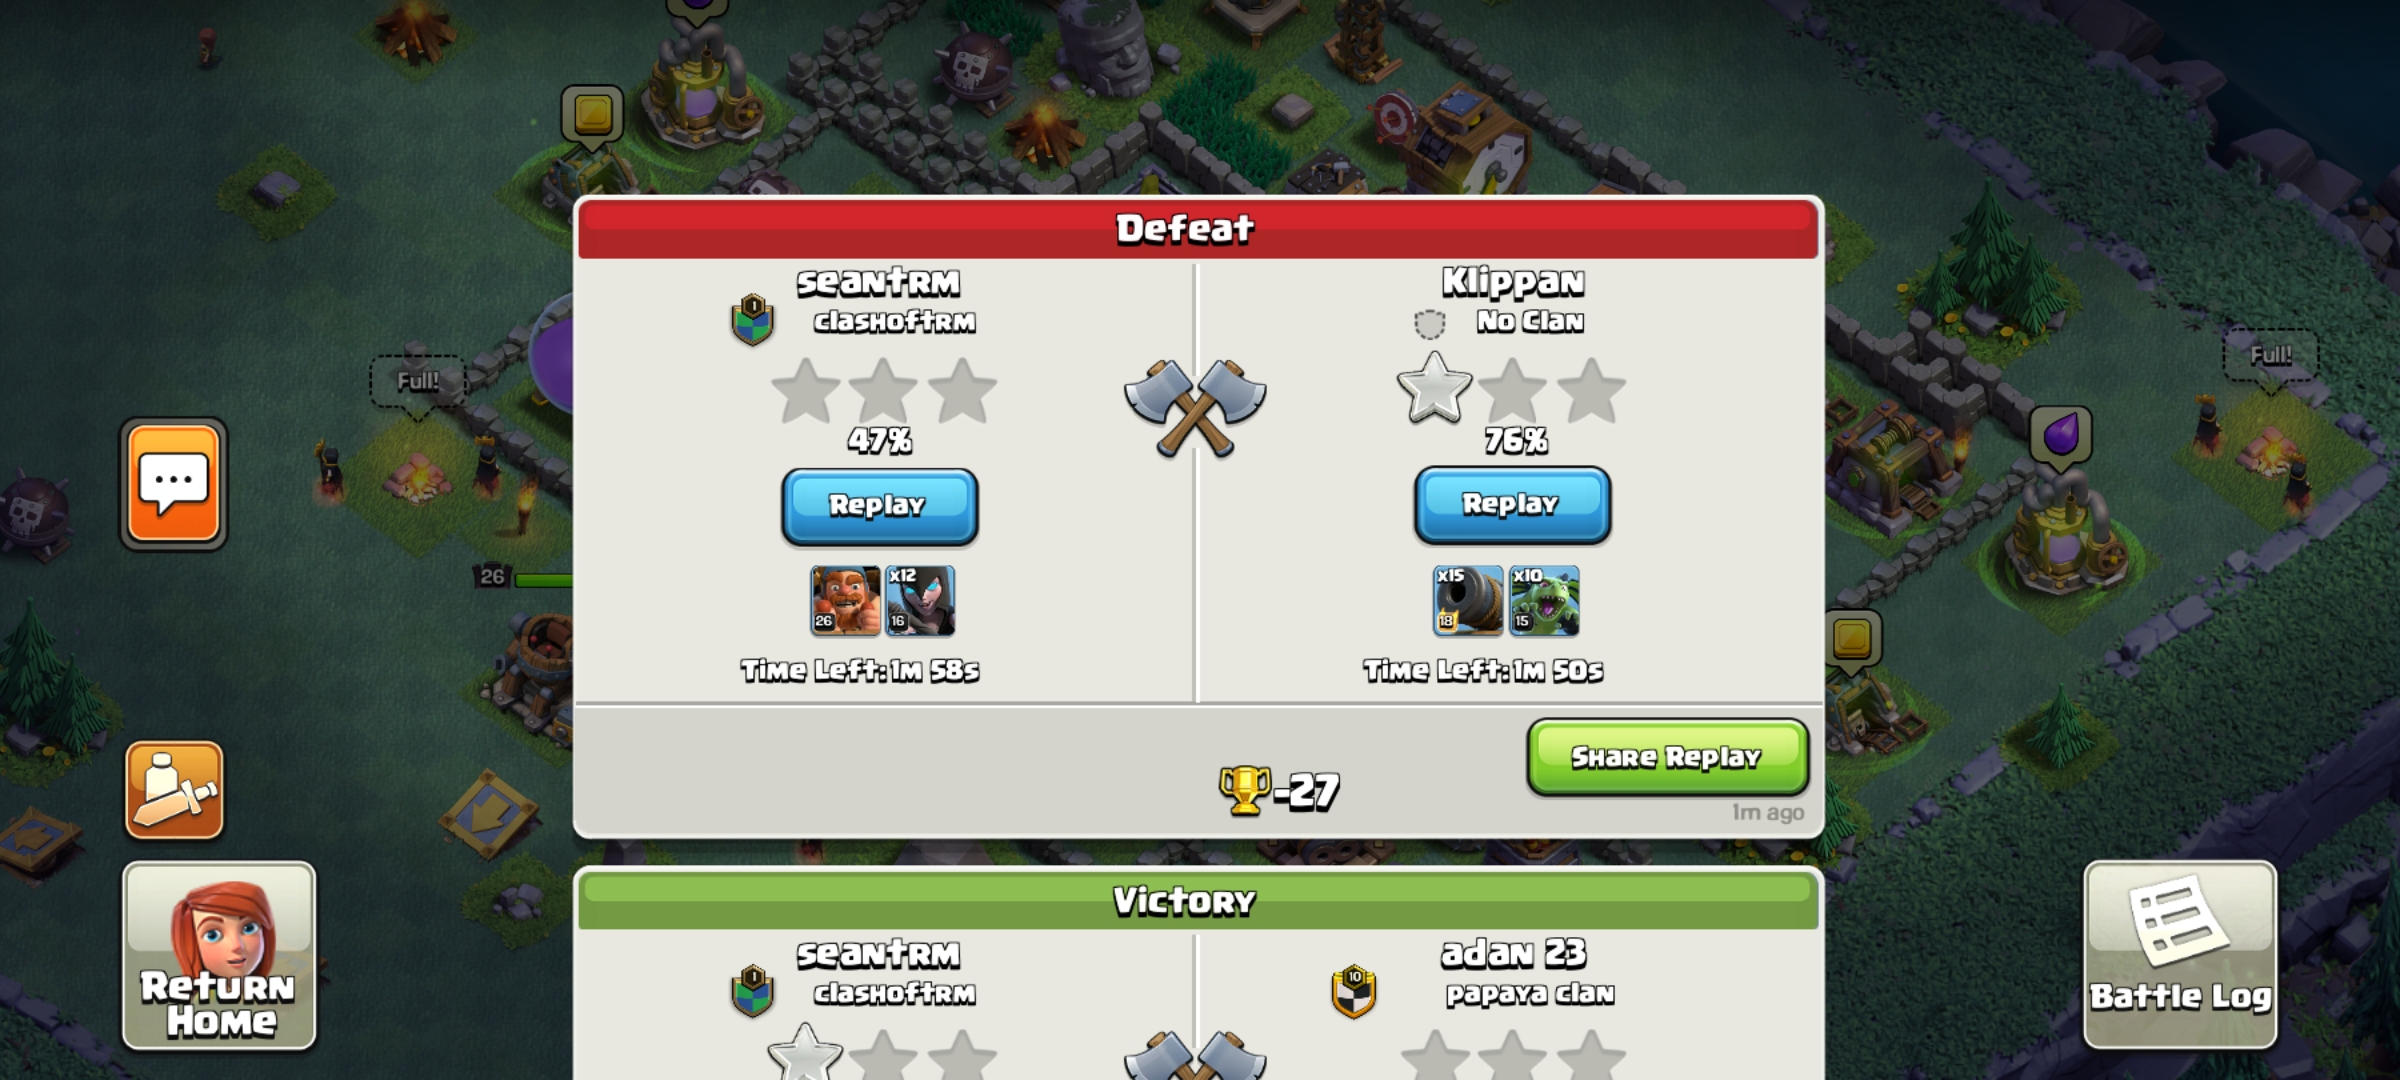 Full!
Full!
26
Defeat
seantrm
clashoftrm
47%
Replay
26
x12
16
Time Left: 1m 58s
Klippan
No Clan
76%
Replay
x15
18
x10
15
Time Left: 1m 50s
-27
Share Replay
1m ago
Victory
seantrm
clashoftrm
adan 23
papaya clan
1
1
10
Return
Home
Battle Log